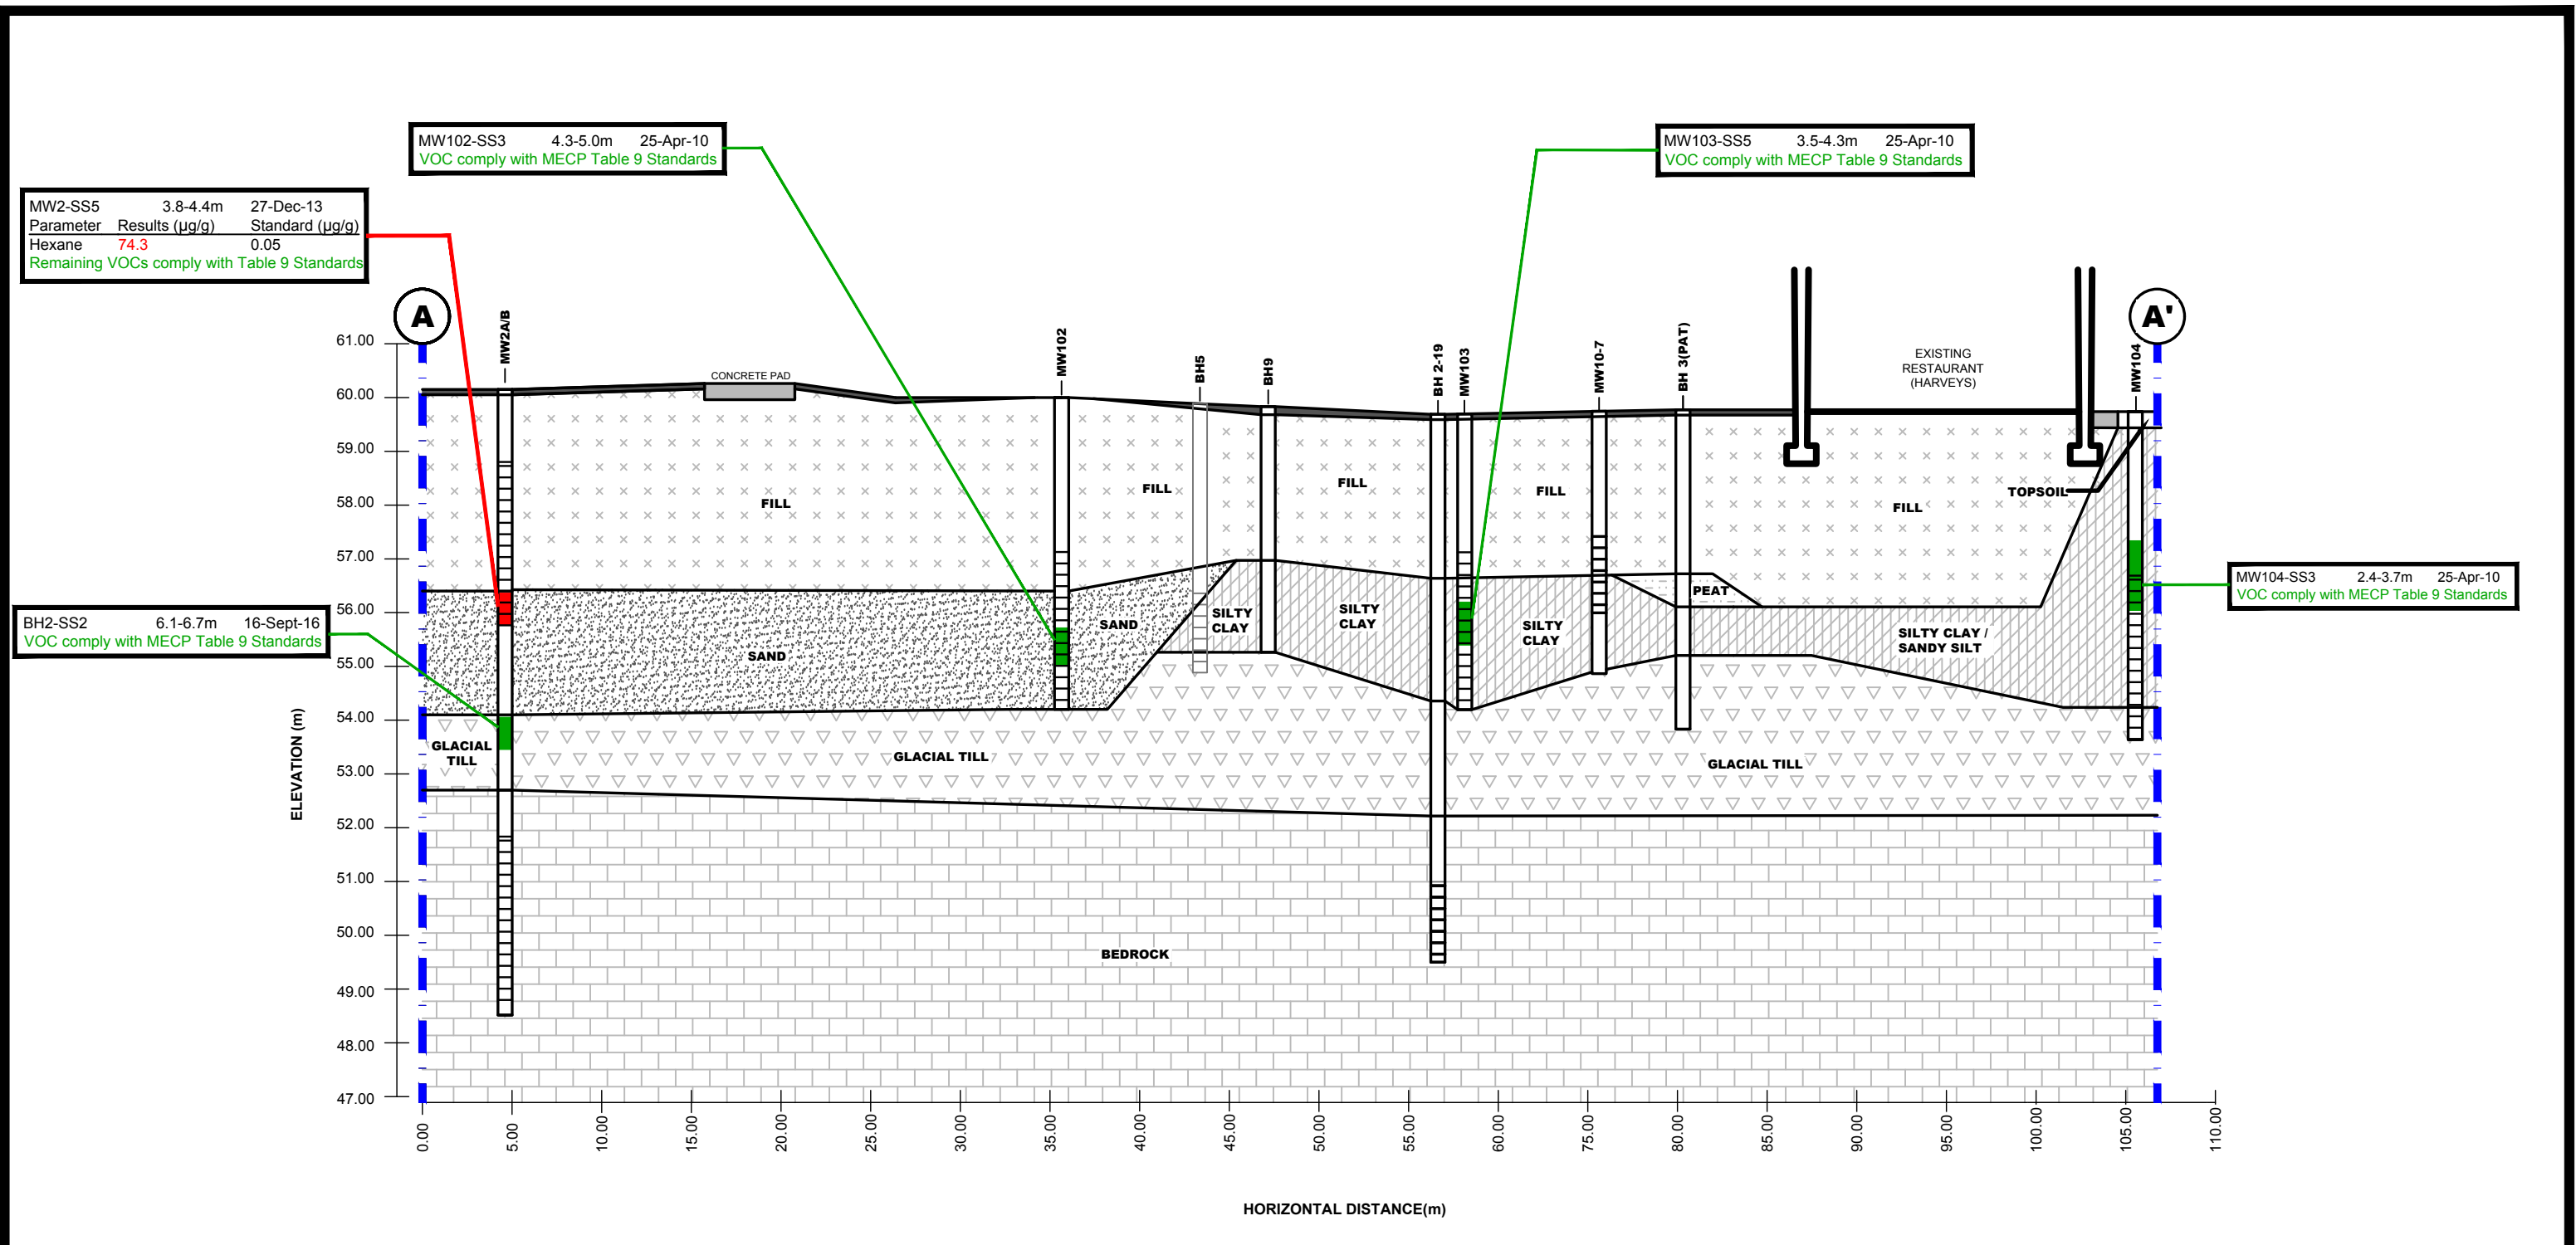 MW102-SS3 4.3-5.0m 25-Apr-10
VOC comply with MECP Table 9 Standards
MW103-SS5 3.5-4.3m 25-Apr-10
VOC comply with MECP Table 9 Standards
MW2-SS5 3.8-4.4m 27-Dec-13
Parameter Results (µg/g) Standard (µg/g)
Hexane 74.3 0.05
Remaining VOCs comply with Table 9 Standards
BH2-SS2 6.1-6.7m 16-Sept-16
VOC comply with MECP Table 9 Standards
MW104-SS3 2.4-3.7m 25-Apr-10
VOC comply with MECP Table 9 Standards
A
A'
MW2A/B
MW102
BH5
BH9
BH 2-19
MW103
MW10-7
BH 3(PAT)
MW104
CONCRETE PAD
EXISTING
RESTAURANT
(HARVEYS)
FILL
FILL
FILL
FILL
FILL
TOPSOIL
PEAT
SAND
SAND
SILTY
CLAY
SILTY
CLAY
SILTY
CLAY
SILTY CLAY /
SANDY SILT
GLACIAL
TILL
GLACIAL TILL
GLACIAL TILL
BEDROCK
ELEVATION (m)
61.00
60.00
59.00
58.00
57.00
56.00
55.00
54.00
53.00
52.00
51.00
50.00
49.00
48.00
47.00
0.00
5.00
10.00
15.00
20.00
25.00
30.00
35.00
40.00
45.00
50.00
55.00
60.00
75.00
80.00
85.00
90.00
95.00
100.00
105.00
110.00
HORIZONTAL DISTANCE(m)